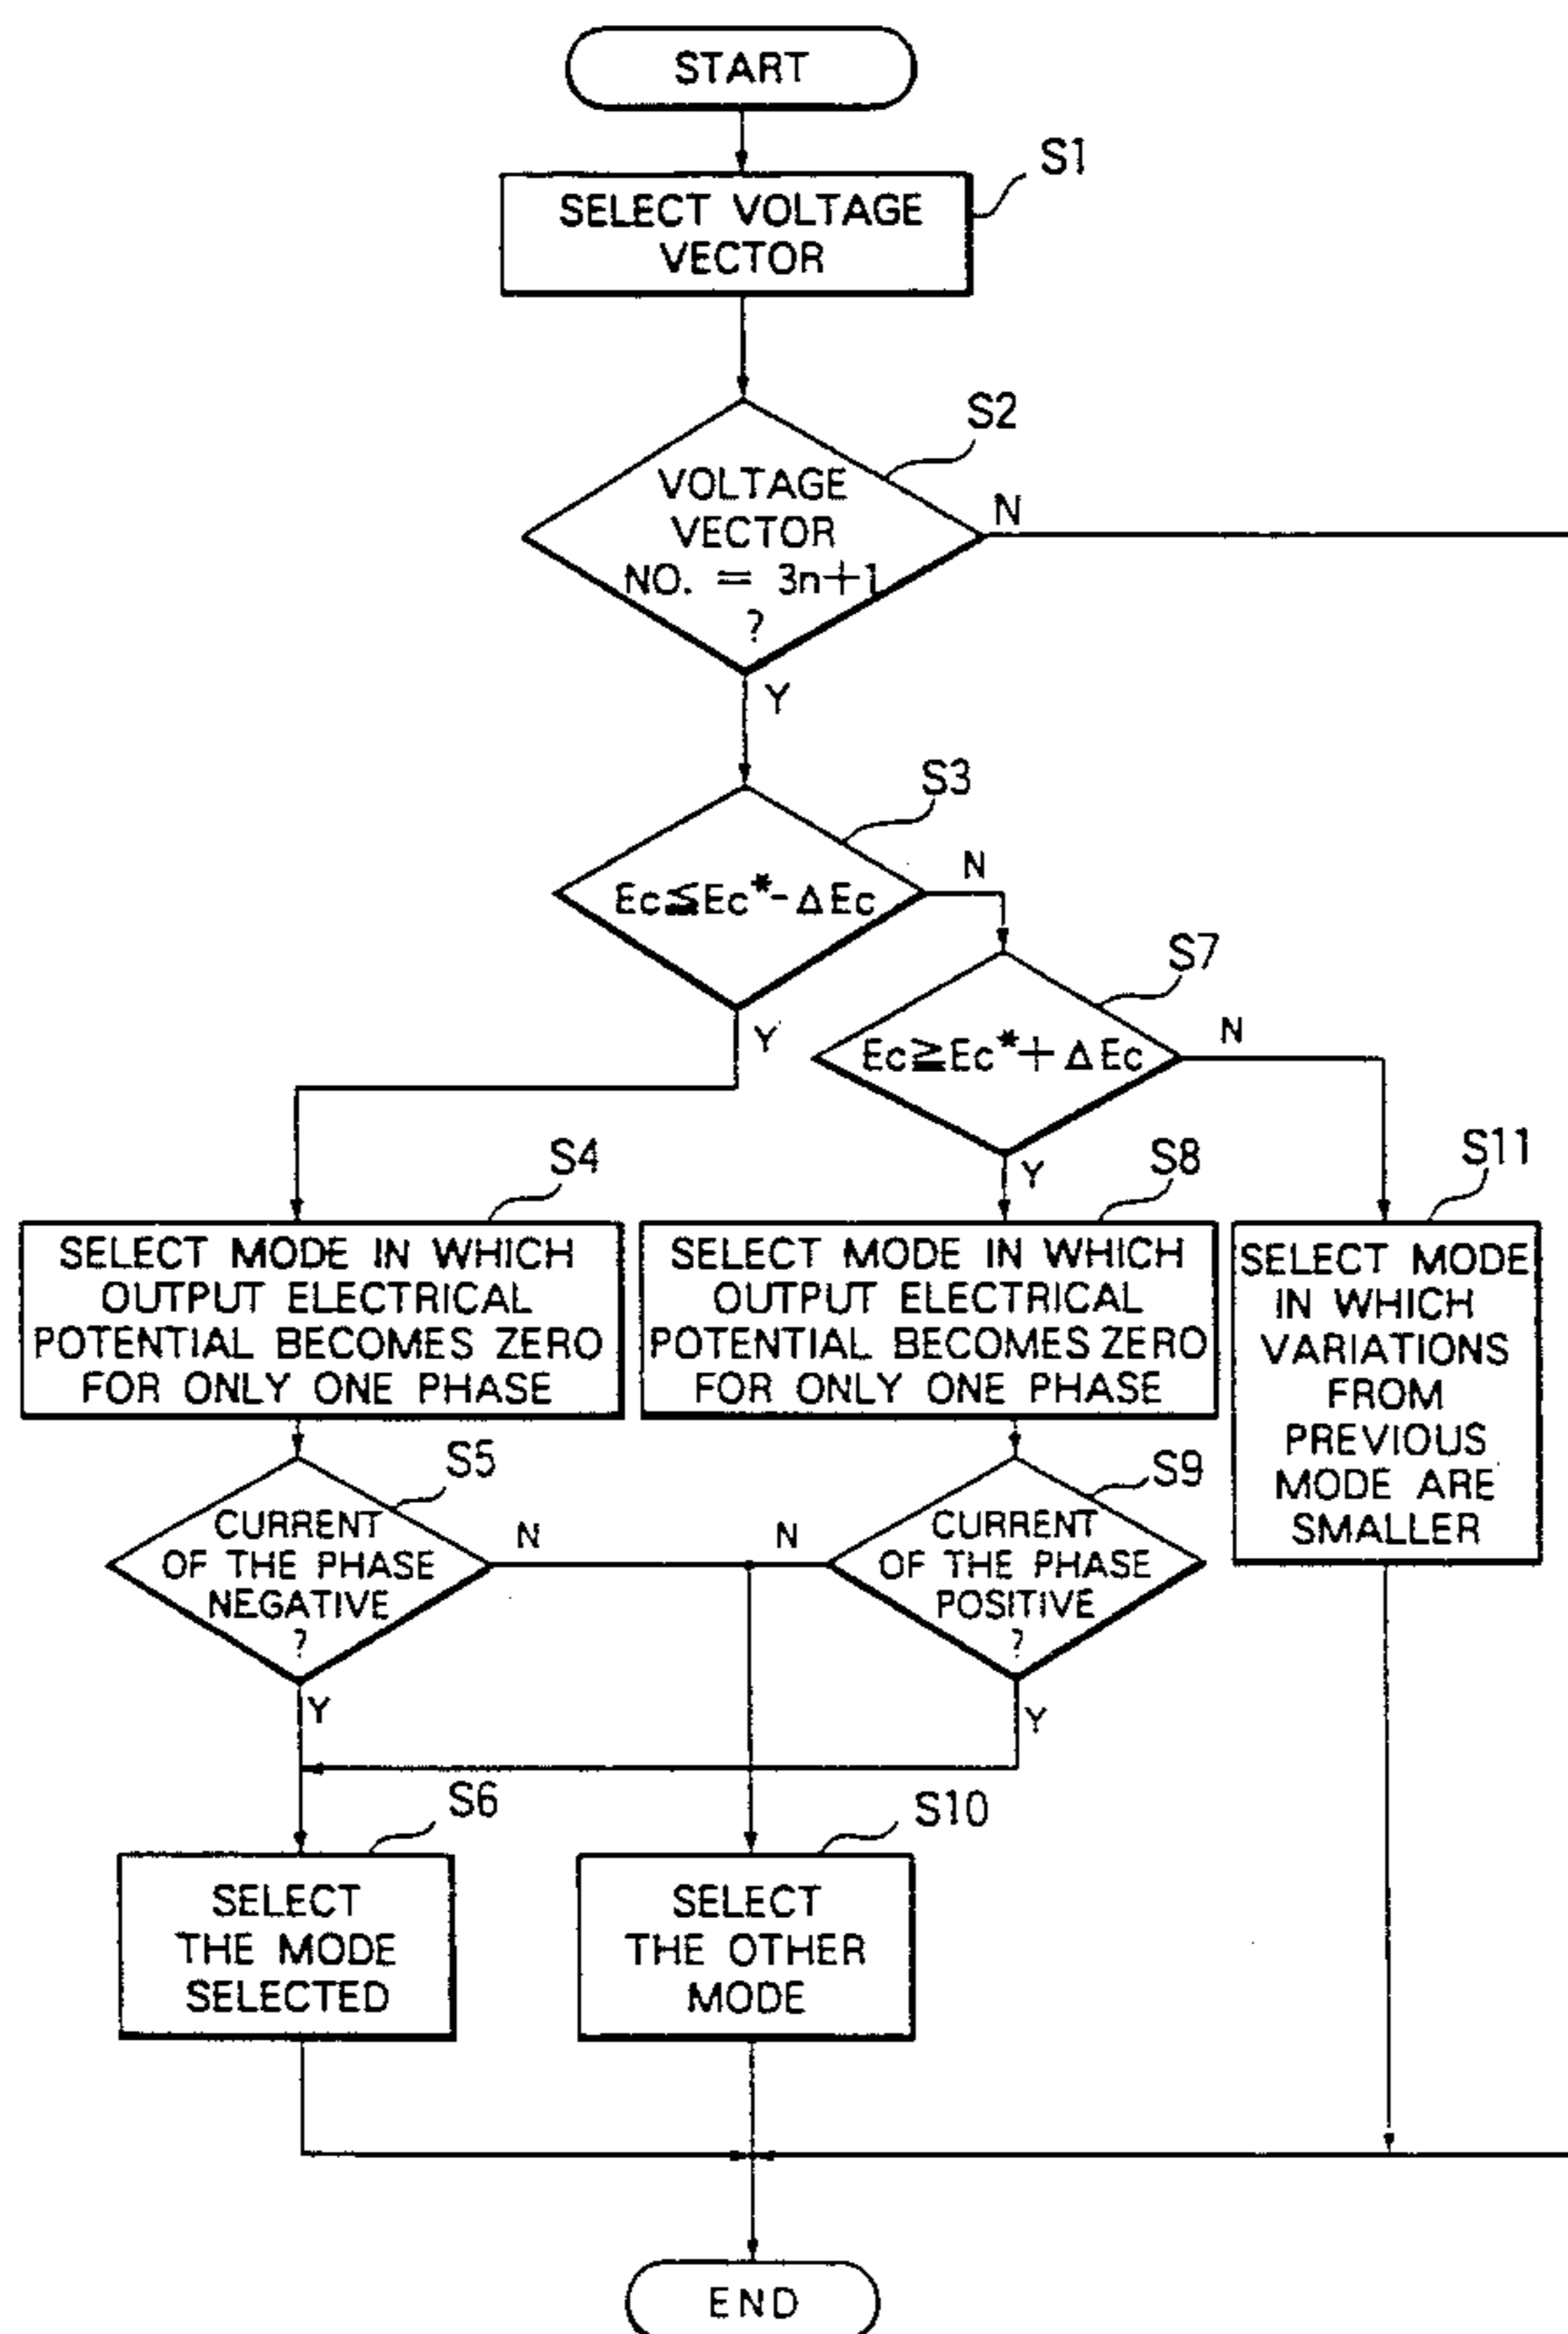 START
S1
SELECT VOLTAGE
VECTOR
S2
VOLTAGE
VECTOR
NO. = 3n+1
?
N
Y
S3
Ec≦Ec*-ΔEc
N
Y
S7
Ec≧Ec*+ΔEc
N
Y
S4
SELECT MODE IN WHICH
OUTPUT ELECTRICAL
POTENTIAL BECOMES ZERO
FOR ONLY ONE PHASE
S8
SELECT MODE IN WHICH
OUTPUT ELECTRICAL
POTENTIAL BECOMES ZERO
FOR ONLY ONE PHASE
S11
SELECT MODE
IN WHICH
VARIATIONS
FROM
PREVIOUS
MODE ARE
SMALLER
S5
CURRENT
OF THE PHASE
NEGATIVE
?
N
Y
S9
CURRENT
OF THE PHASE
POSITIVE
?
N
Y
S6
SELECT
THE MODE
SELECTED
S10
SELECT
THE OTHER
MODE
END